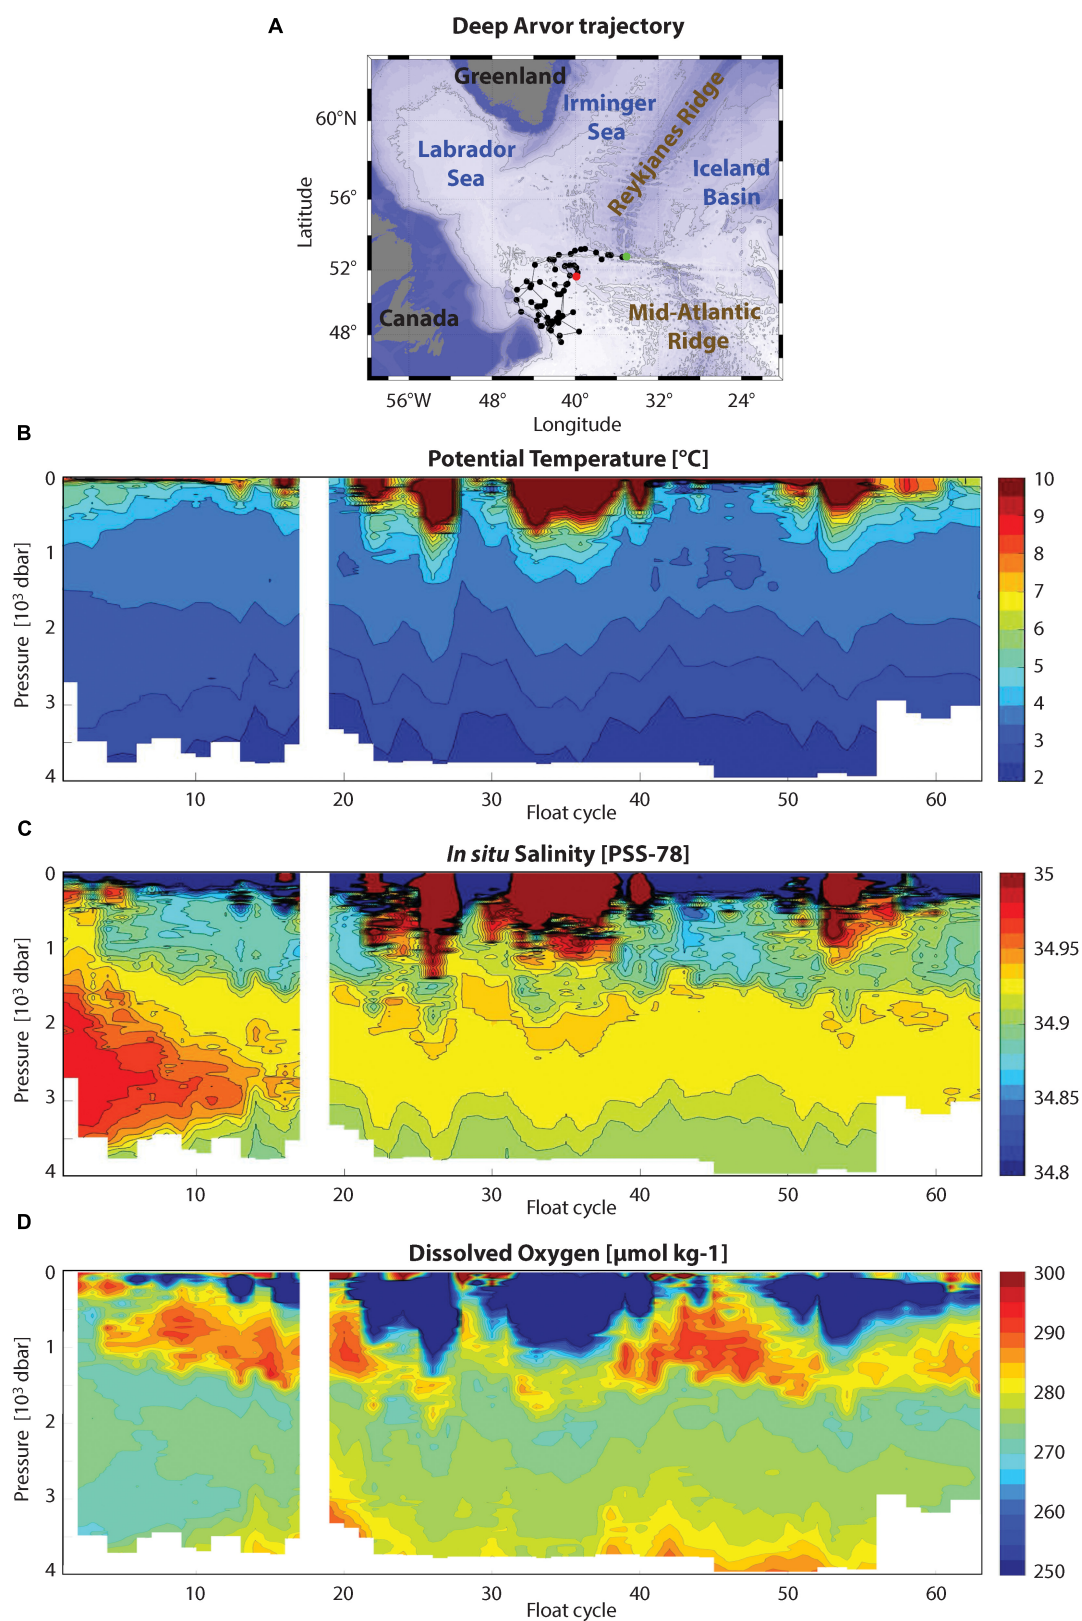 A
Deep Arvor trajectory
Greenland
Irminger
Sea
Reykjanes Ridge
Labrador
Sea
Iceland
Basin
Mid-Atlantic
Ridge
Canada
60°N
56°
52°
48°
Latitude
56°W 48° 40° 32° 24°
Longitude
B
Potential Temperature [°C]
0
1
2
3
4
Pressure [10³ dbar]
10 20 30 40 50 60
Float cycle
10
9
8
7
6
5
4
3
2
C
In situ Salinity [PSS-78]
0
1
2
3
4
Pressure [10³ dbar]
10 20 30 40 50 60
Float cycle
35
34.95
34.9
34.85
34.8
D
Dissolved Oxygen [µmol kg-1]
0
1
2
3
4
Pressure [10³ dbar]
10 20 30 40 50 60
Float cycle
300
290
280
270
260
250